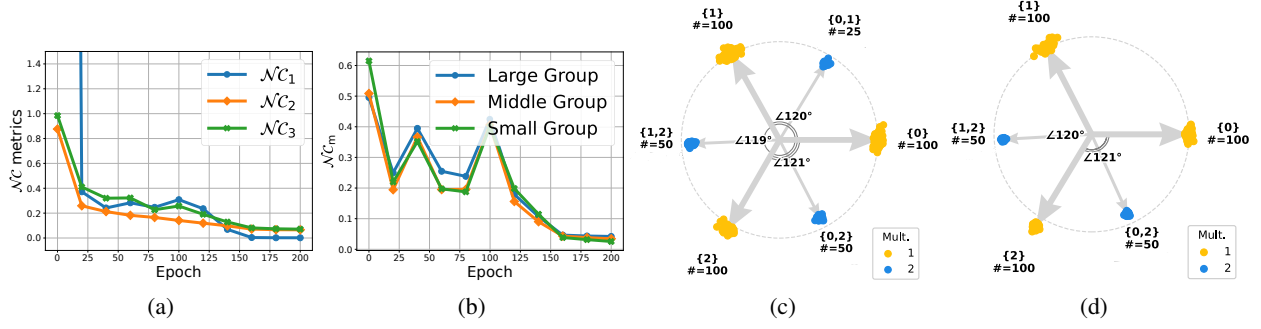 1.4
1.2
1.0
0.8
0.6
0.4
0.2
0.0
𝒩𝒞 metrics
𝒩𝒞₁
𝒩𝒞₂
𝒩𝒞₃
0 25 50 75 100 125 150 175 200
Epoch
(a)
0.6
0.5
0.4
0.3
0.2
0.1
0.0
𝒩𝒞ₘ
Large Group
Middle Group
Small Group
0 25 50 75 100 125 150 175 200
Epoch
(b)
{1}
#=100
{0,1}
#=25
{1,2}
#=50
{0}
#=100
∠120°
∠119°
∠121°
{2}
#=100
{0,2}
#=50
Mult.
1
2
(c)
{1}
#=100
{1,2}
#=50
{0}
#=100
∠120°
∠121°
{2}
#=100
{0,2}
#=50
Mult.
1
2
(d)